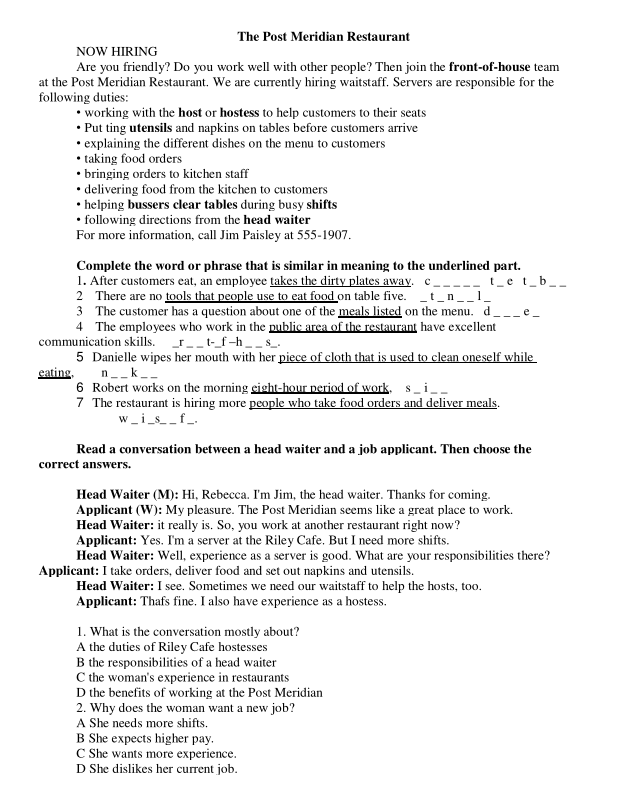 The Post Meridian Restaurant
NOW HIRING
Are you friendly? Do you work well with other people? Then join the front-of-house team
at the Post Meridian Restaurant. We are currently hiring waitstaff. Servers are responsible for the
following duties:
• working with the host or hostess to help customers to their seats
• Put ting utensils and napkins on tables before customers arrive
• explaining the different dishes on the menu to customers
• taking food orders
• bringing orders to kitchen staff
• delivering food from the kitchen to customers
• helping bussers clear tables during busy shifts
• following directions from the head waiter
For more information, call Jim Paisley at 555-1907.

Complete the word or phrase that is similar in meaning to the underlined part.
1. After customers eat, an employee takes the dirty plates away. c _ _ _ _ _ t _ e t _ b _ _
2 There are no tools that people use to eat food on table five. _ t _ n _ _ l _
3 The customer has a question about one of the meals listed on the menu. d _ _ _ e _
4 The employees who work in the public area of the restaurant have excellent
communication skills. _r _ _ t-_f –h _ _ s_.
5 Danielle wipes her mouth with her piece of cloth that is used to clean oneself while
eating. n _ _ k _ _
6 Robert works on the morning eight-hour period of work. s _ i _ _
7 The restaurant is hiring more people who take food orders and deliver meals.
w _ i _s_ _ f _.

Read a conversation between a head waiter and a job applicant. Then choose the
correct answers.

Head Waiter (M): Hi, Rebecca. I'm Jim, the head waiter. Thanks for coming.
Applicant (W): My pleasure. The Post Meridian seems like a great place to work.
Head Waiter: it really is. So, you work at another restaurant right now?
Applicant: Yes. I'm a server at the Riley Cafe. But I need more shifts.
Head Waiter: Well, experience as a server is good. What are your responsibilities there?
Applicant: I take orders, deliver food and set out napkins and utensils.
Head Waiter: I see. Sometimes we need our waitstaff to help the hosts, too.
Applicant: Thafs fine. I also have experience as a hostess.

1. What is the conversation mostly about?
A the duties of Riley Cafe hostesses
B the responsibilities of a head waiter
C the woman's experience in restaurants
D the benefits of working at the Post Meridian
2. Why does the woman want a new job?
A She needs more shifts.
B She expects higher pay.
C She wants more experience.
D She dislikes her current job.